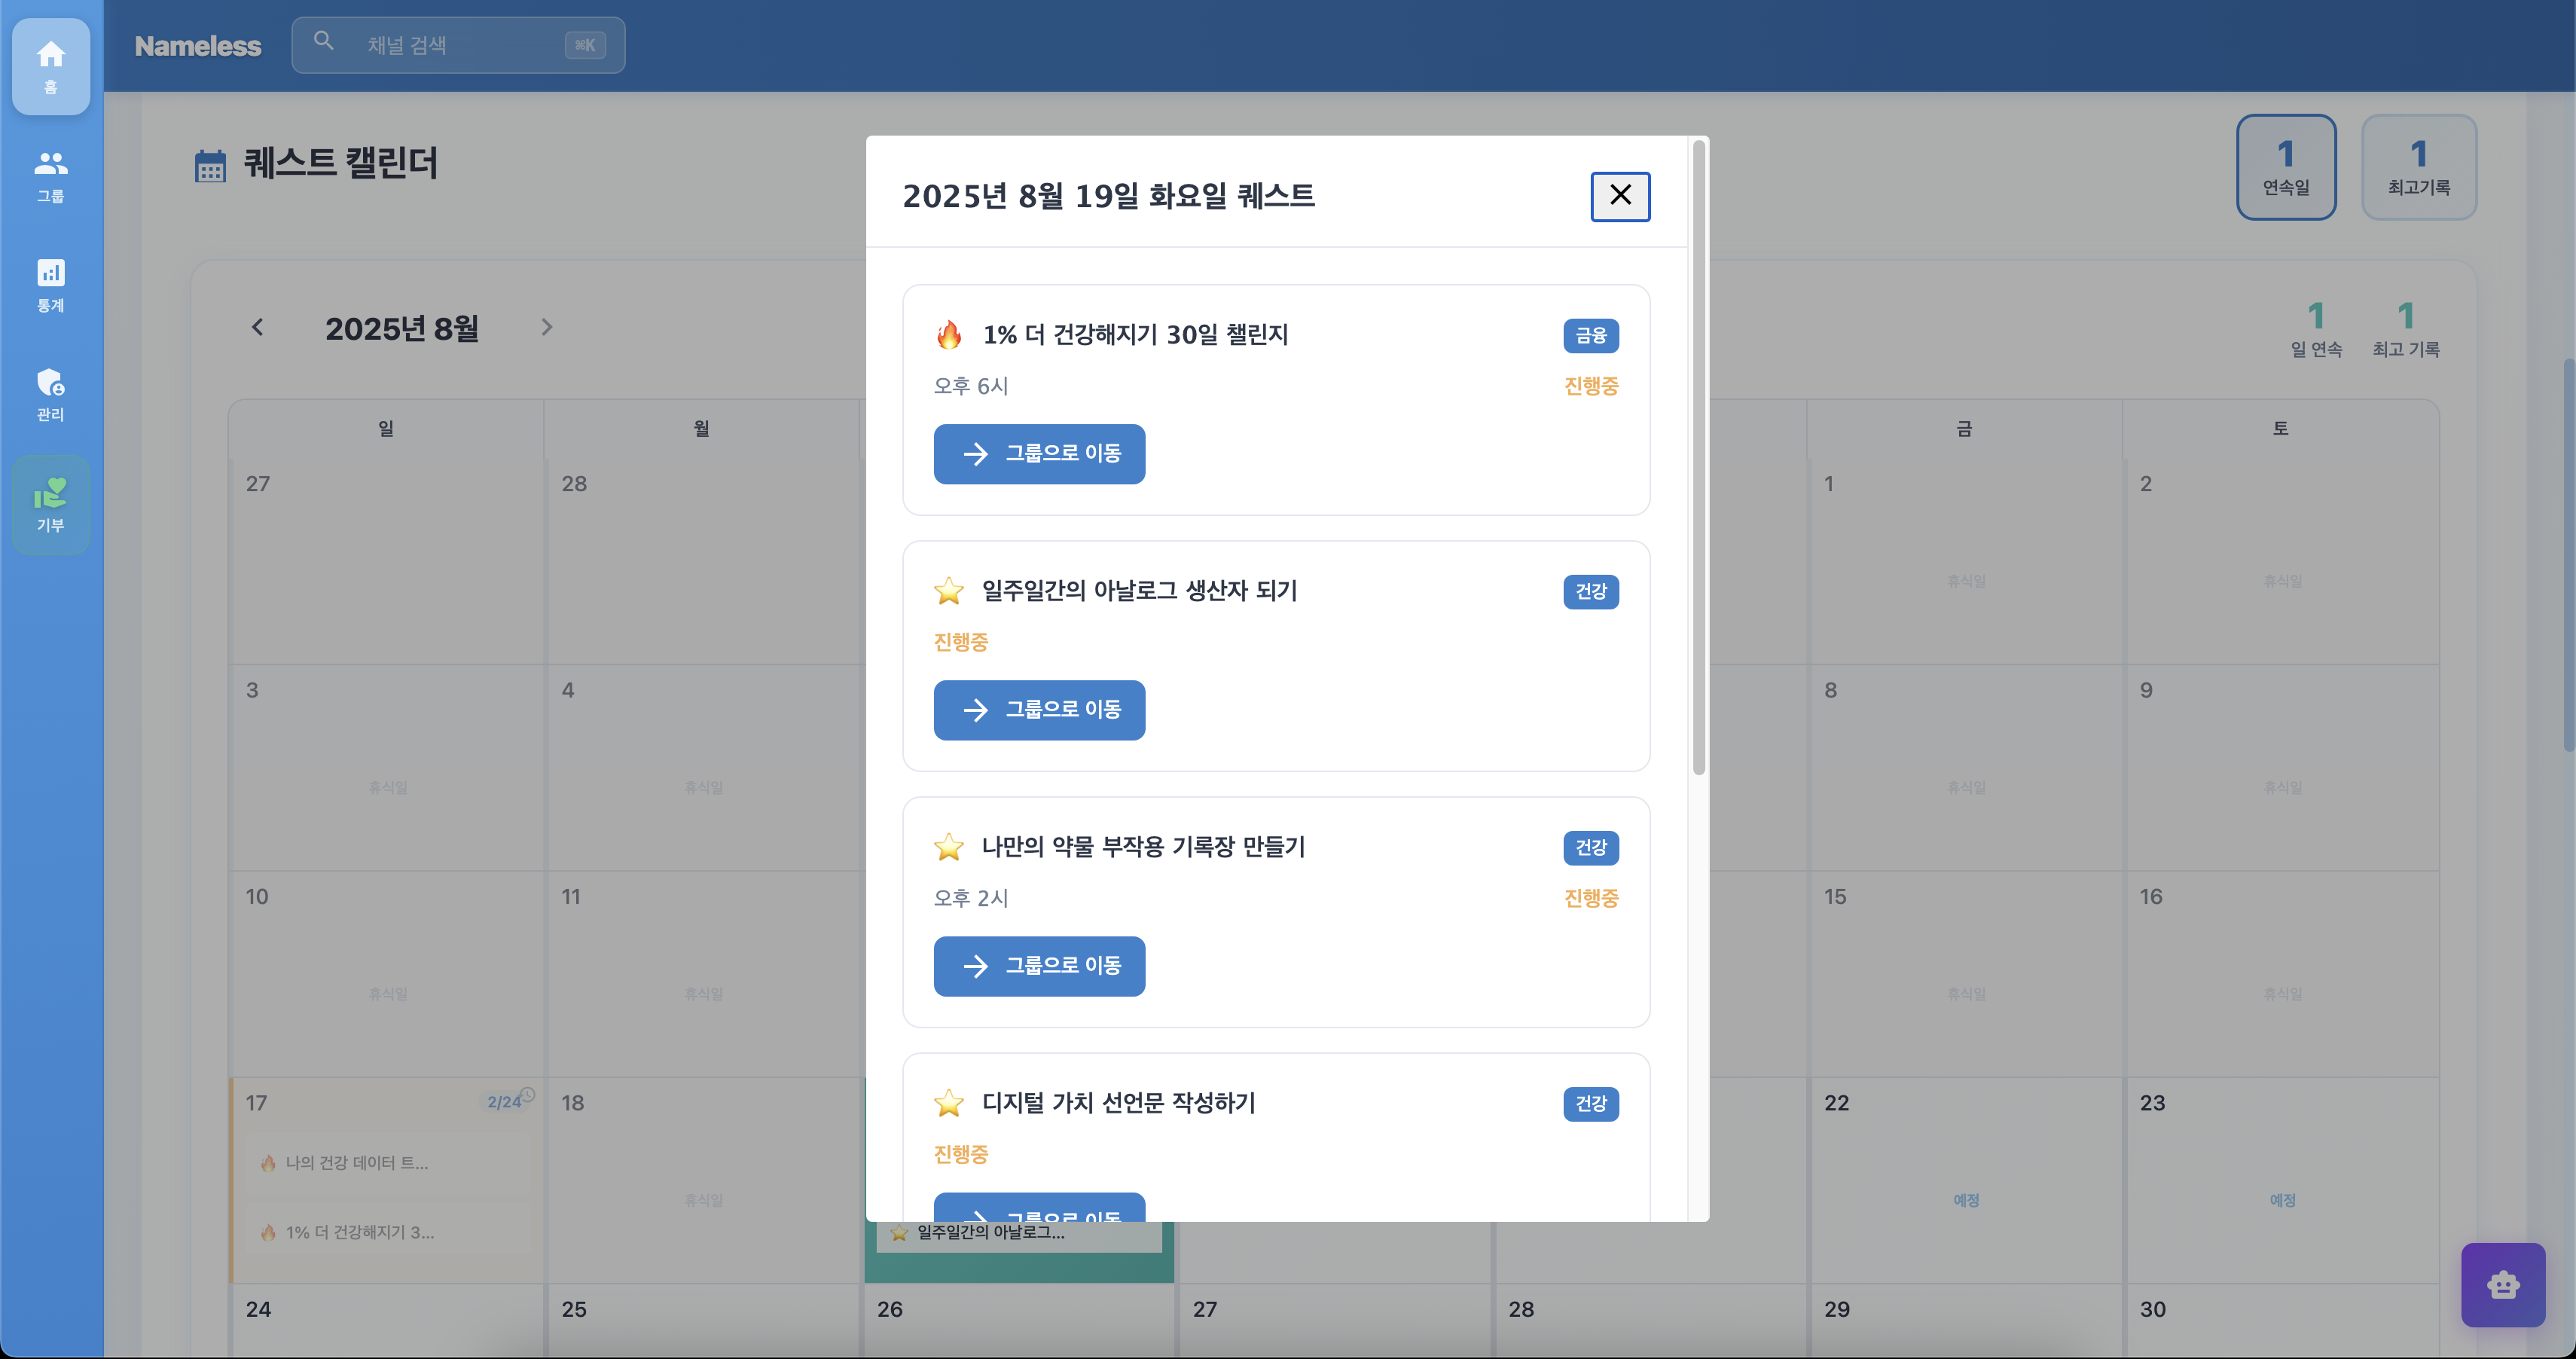 홈
그룹
통계
관리
기부
Nameless
채널 검색
⌘K
퀘스트 캘린더
1
연속일
1
최고기록
2025년 8월
1
일 연속
1
최고 기록
일
월
금
토
27
28
1
2
휴식일
휴식일
3
4
8
9
휴식일
휴식일
휴식일
휴식일
10
11
15
16
휴식일
휴식일
휴식일
휴식일
17
2/24
18
22
23
나의 건강 데이터 트...
1% 더 건강해지기 3...
휴식일
일주일간의 아날로그...
예정
예정
24
25
26
27
28
29
30
2025년 8월 19일 화요일 퀘스트
1% 더 건강해지기 30일 챌린지
금융
오후 6시
진행중
그룹으로 이동
일주일간의 아날로그 생산자 되기
건강
진행중
그룹으로 이동
나만의 약물 부작용 기록장 만들기
건강
오후 2시
진행중
그룹으로 이동
디지털 가치 선언문 작성하기
건강
진행중
그룹으로 이동